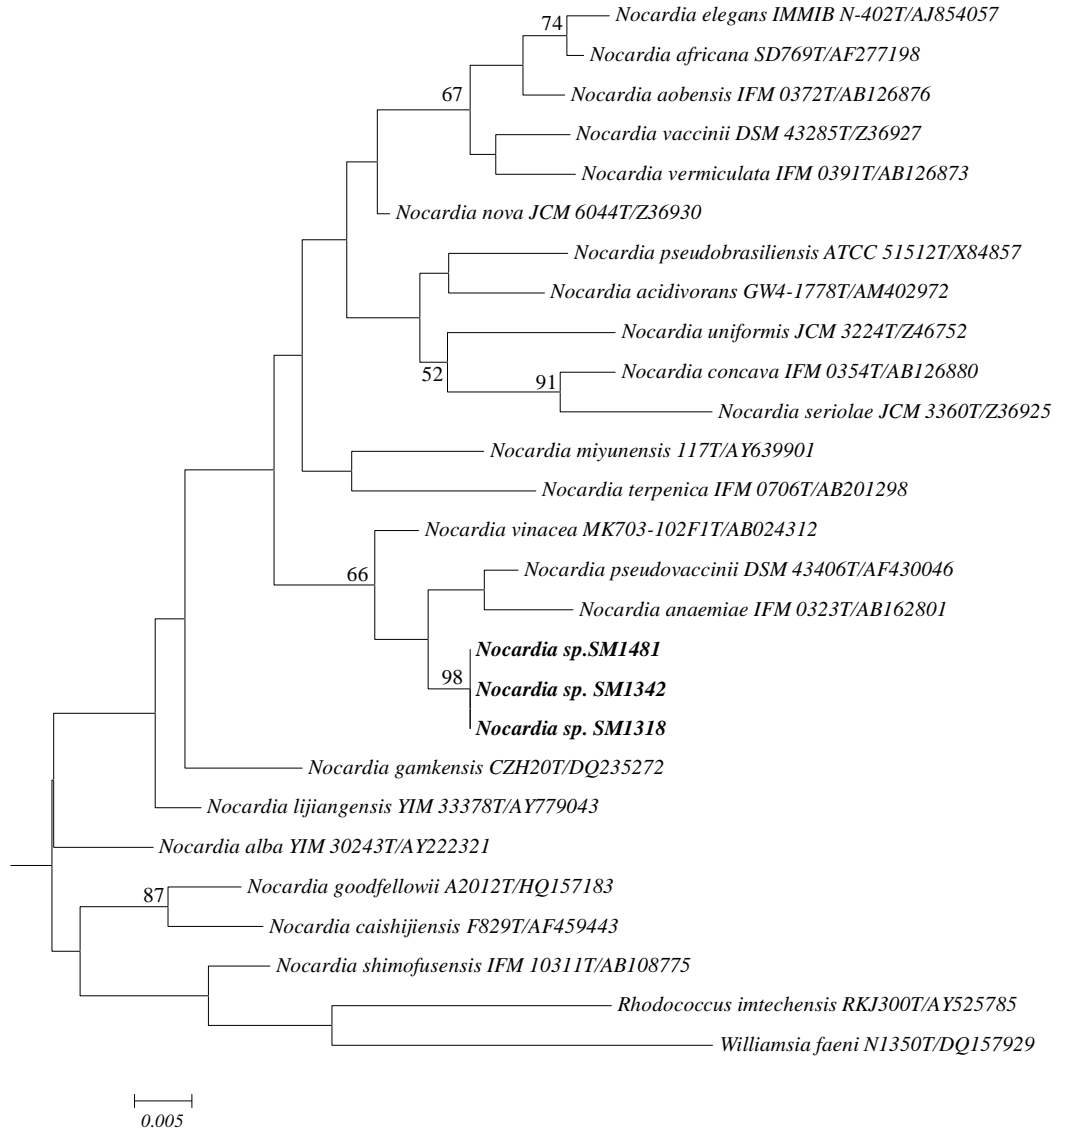 74
Nocardia elegans IMMIB N-402T/AJ854057
Nocardia africana SD769T/AF277198
67
Nocardia aobensis IFM 0372T/AB126876
Nocardia vaccinii DSM 43285T/Z36927
Nocardia vermiculata IFM 0391T/AB126873
Nocardia nova JCM 6044T/Z36930
Nocardia pseudobrasiliensis ATCC 51512T/X84857
Nocardia acidivorans GW4-1778T/AM402972
Nocardia uniformis JCM 3224T/Z46752
52
91
Nocardia concava IFM 0354T/AB126880
Nocardia seriolae JCM 3360T/Z36925
Nocardia miyunensis 117T/AY639901
Nocardia terpenica IFM 0706T/AB201298
Nocardia vinacea MK703-102F1T/AB024312
66
Nocardia pseudovaccinii DSM 43406T/AF430046
Nocardia anaemiae IFM 0323T/AB162801
Nocardia sp.SM1481
98
Nocardia sp. SM1342
Nocardia sp. SM1318
Nocardia gamkensis CZH20T/DQ235272
Nocardia lijiangensis YIM 33378T/AY779043
Nocardia alba YIM 30243T/AY222321
87
Nocardia goodfellowii A2012T/HQ157183
Nocardia caishijiensis F829T/AF459443
Nocardia shimofusensis IFM 10311T/AB108775
Rhodococcus imtechensis RKJ300T/AY525785
Williamsia faeni N1350T/DQ157929
0.005